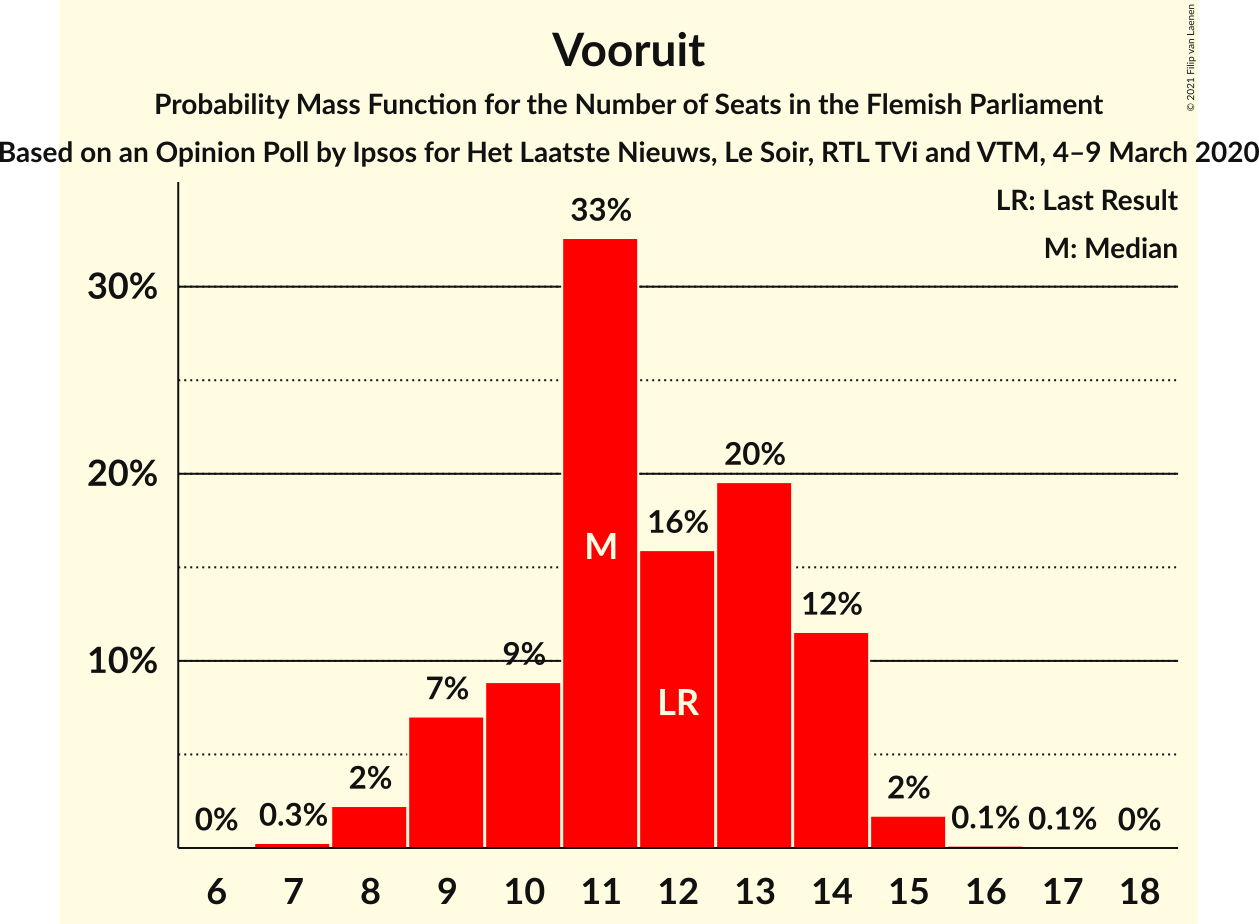 Vooruit
Probability Mass Function for the Number of Seats in the Flemish Parliament
Based on an Opinion Poll by Ipsos for Het Laatste Nieuws, Le Soir, RTL TVi and VTM, 4–9 March 2020
© 2021 Filip van Laenen
LR: Last Result
M: Median
30%
20%
10%
0%
0.3%
2%
7%
9%
33%
16%
20%
12%
2%
0.1%
0.1%
0%
M
LR
6 7 8 9 10 11 12 13 14 15 16 17 18